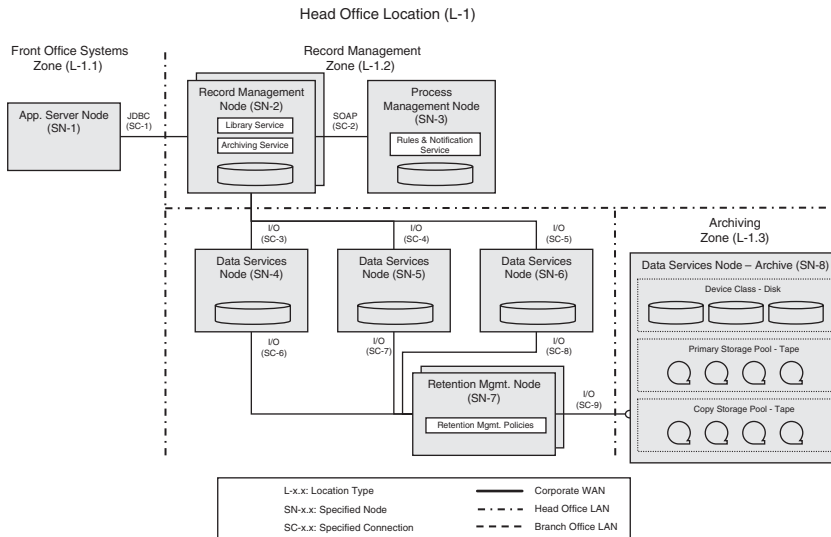 Head Office Location (L-1)
Front Office Systems
Zone (L-1.1)
Record Management
Zone (L-1.2)
App. Server Node
(SN-1)
JDBC
(SC-1)
Record Management
Node (SN-2)
Library Service
Archiving Service
SOAP
(SC-2)
Process
Management Node
(SN-3)
Rules & Notification
Service
I/O
(SC-3)
I/O
(SC-4)
I/O
(SC-5)
Archiving
Zone (L-1.3)
Data Services
Node (SN-4)
Data Services
Node (SN-5)
Data Services
Node (SN-6)
Data Services Node – Archive (SN-8)
Device Class - Disk
I/O
(SC-6)
I/O
(SC-7)
I/O
(SC-8)
Primary Storage Pool - Tape
Retention Mgmt. Node
(SN-7)
Retention Mgmt. Policies
I/O
(SC-9)
Copy Storage Pool - Tape
L-x.x: Location Type
SN-x.x: Specified Node
SC-x.x: Specified Connection
Corporate WAN
Head Office LAN
Branch Office LAN